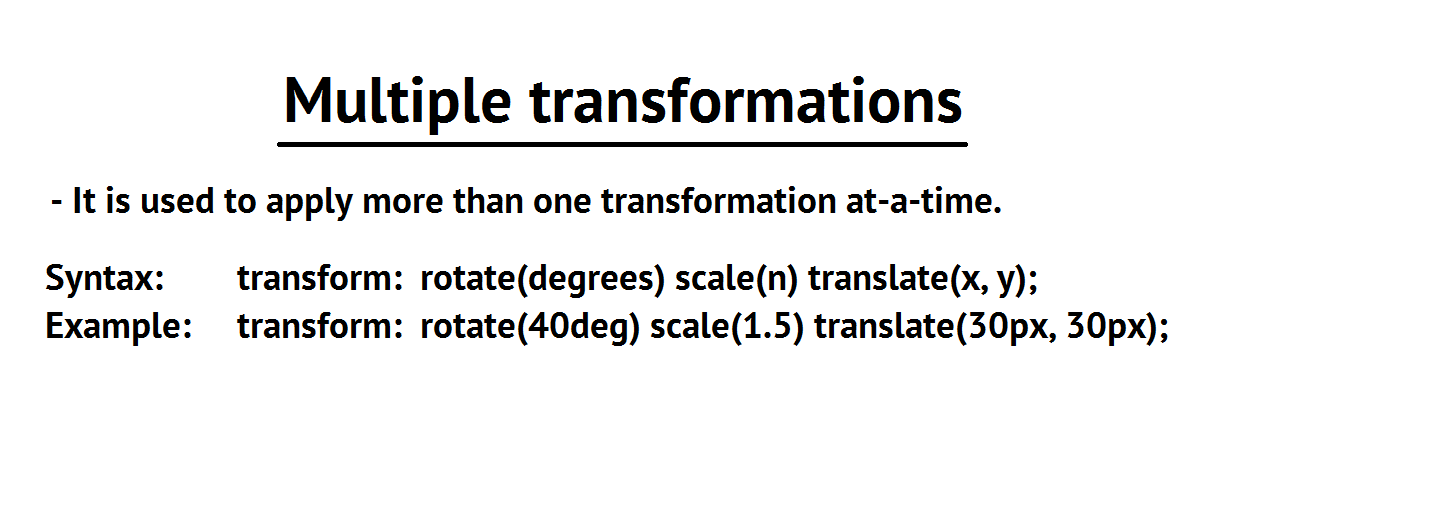 Multiple transformations
- It is used to apply more than one transformation at-a-time.
Syntax: transform: rotate(degrees) scale(n) translate(x, y);
Example: transform: rotate(40deg) scale(1.5) translate(30px, 30px);